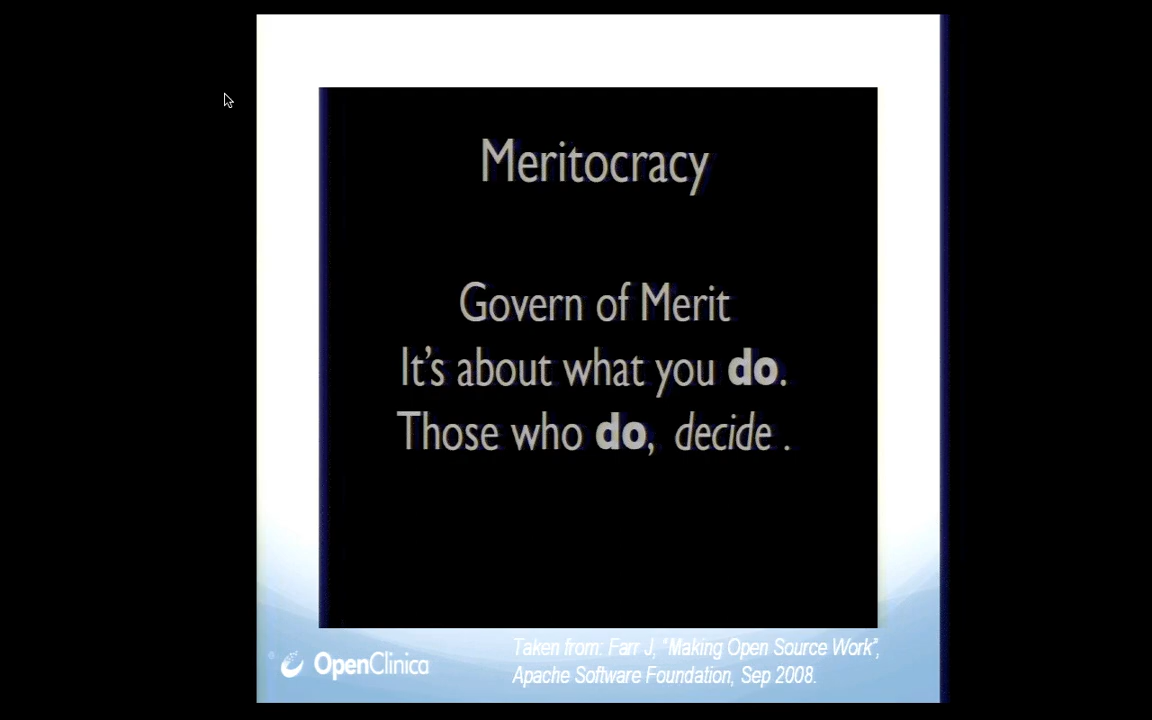 Meritocracy
Govern of Merit
It's about what you do.
Those who do, decide .
Taken from: Farr J, "Making Open Source Work",
Apache Software Foundation, Sep 2008.
OpenClinica